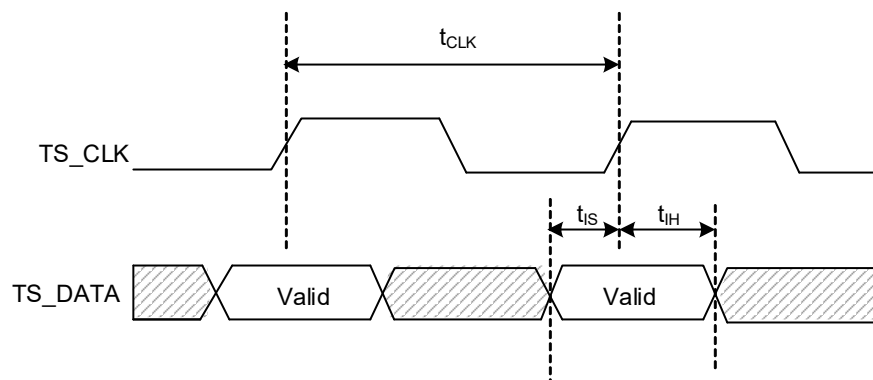 tCLK
TS_CLK
tIS tIH
TS_DATA Valid Valid